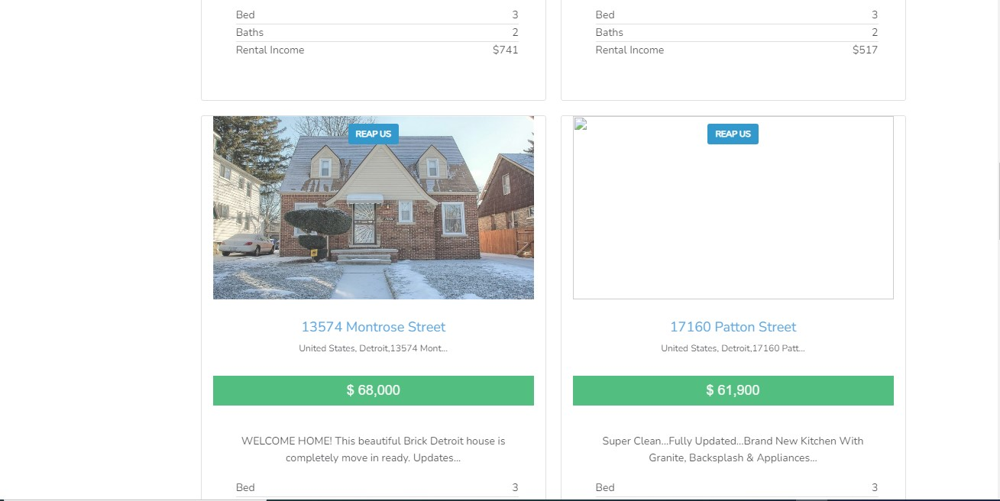 Bed 3
Baths 2
Rental Income $741
Bed 3
Baths 2
Rental Income $517
REAP US
13574 Montrose Street
United States, Detroit,13574 Mont...
$ 68,000
WELCOME HOME! This beautiful Brick Detroit house is
completely move in ready. Updates...
Bed 3
REAP US
17160 Patton Street
United States, Detroit,17160 Patt...
$ 61,900
Super Clean...Fully Updated...Brand New Kitchen With
Granite, Backsplash & Appliances...
Bed 3